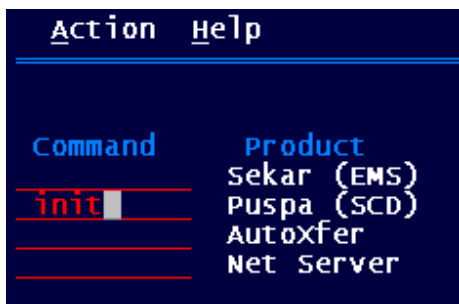 Action Help
Command Product
Sekar (EMS)
init Puspa (SCD)
AutoXfer
Net Server